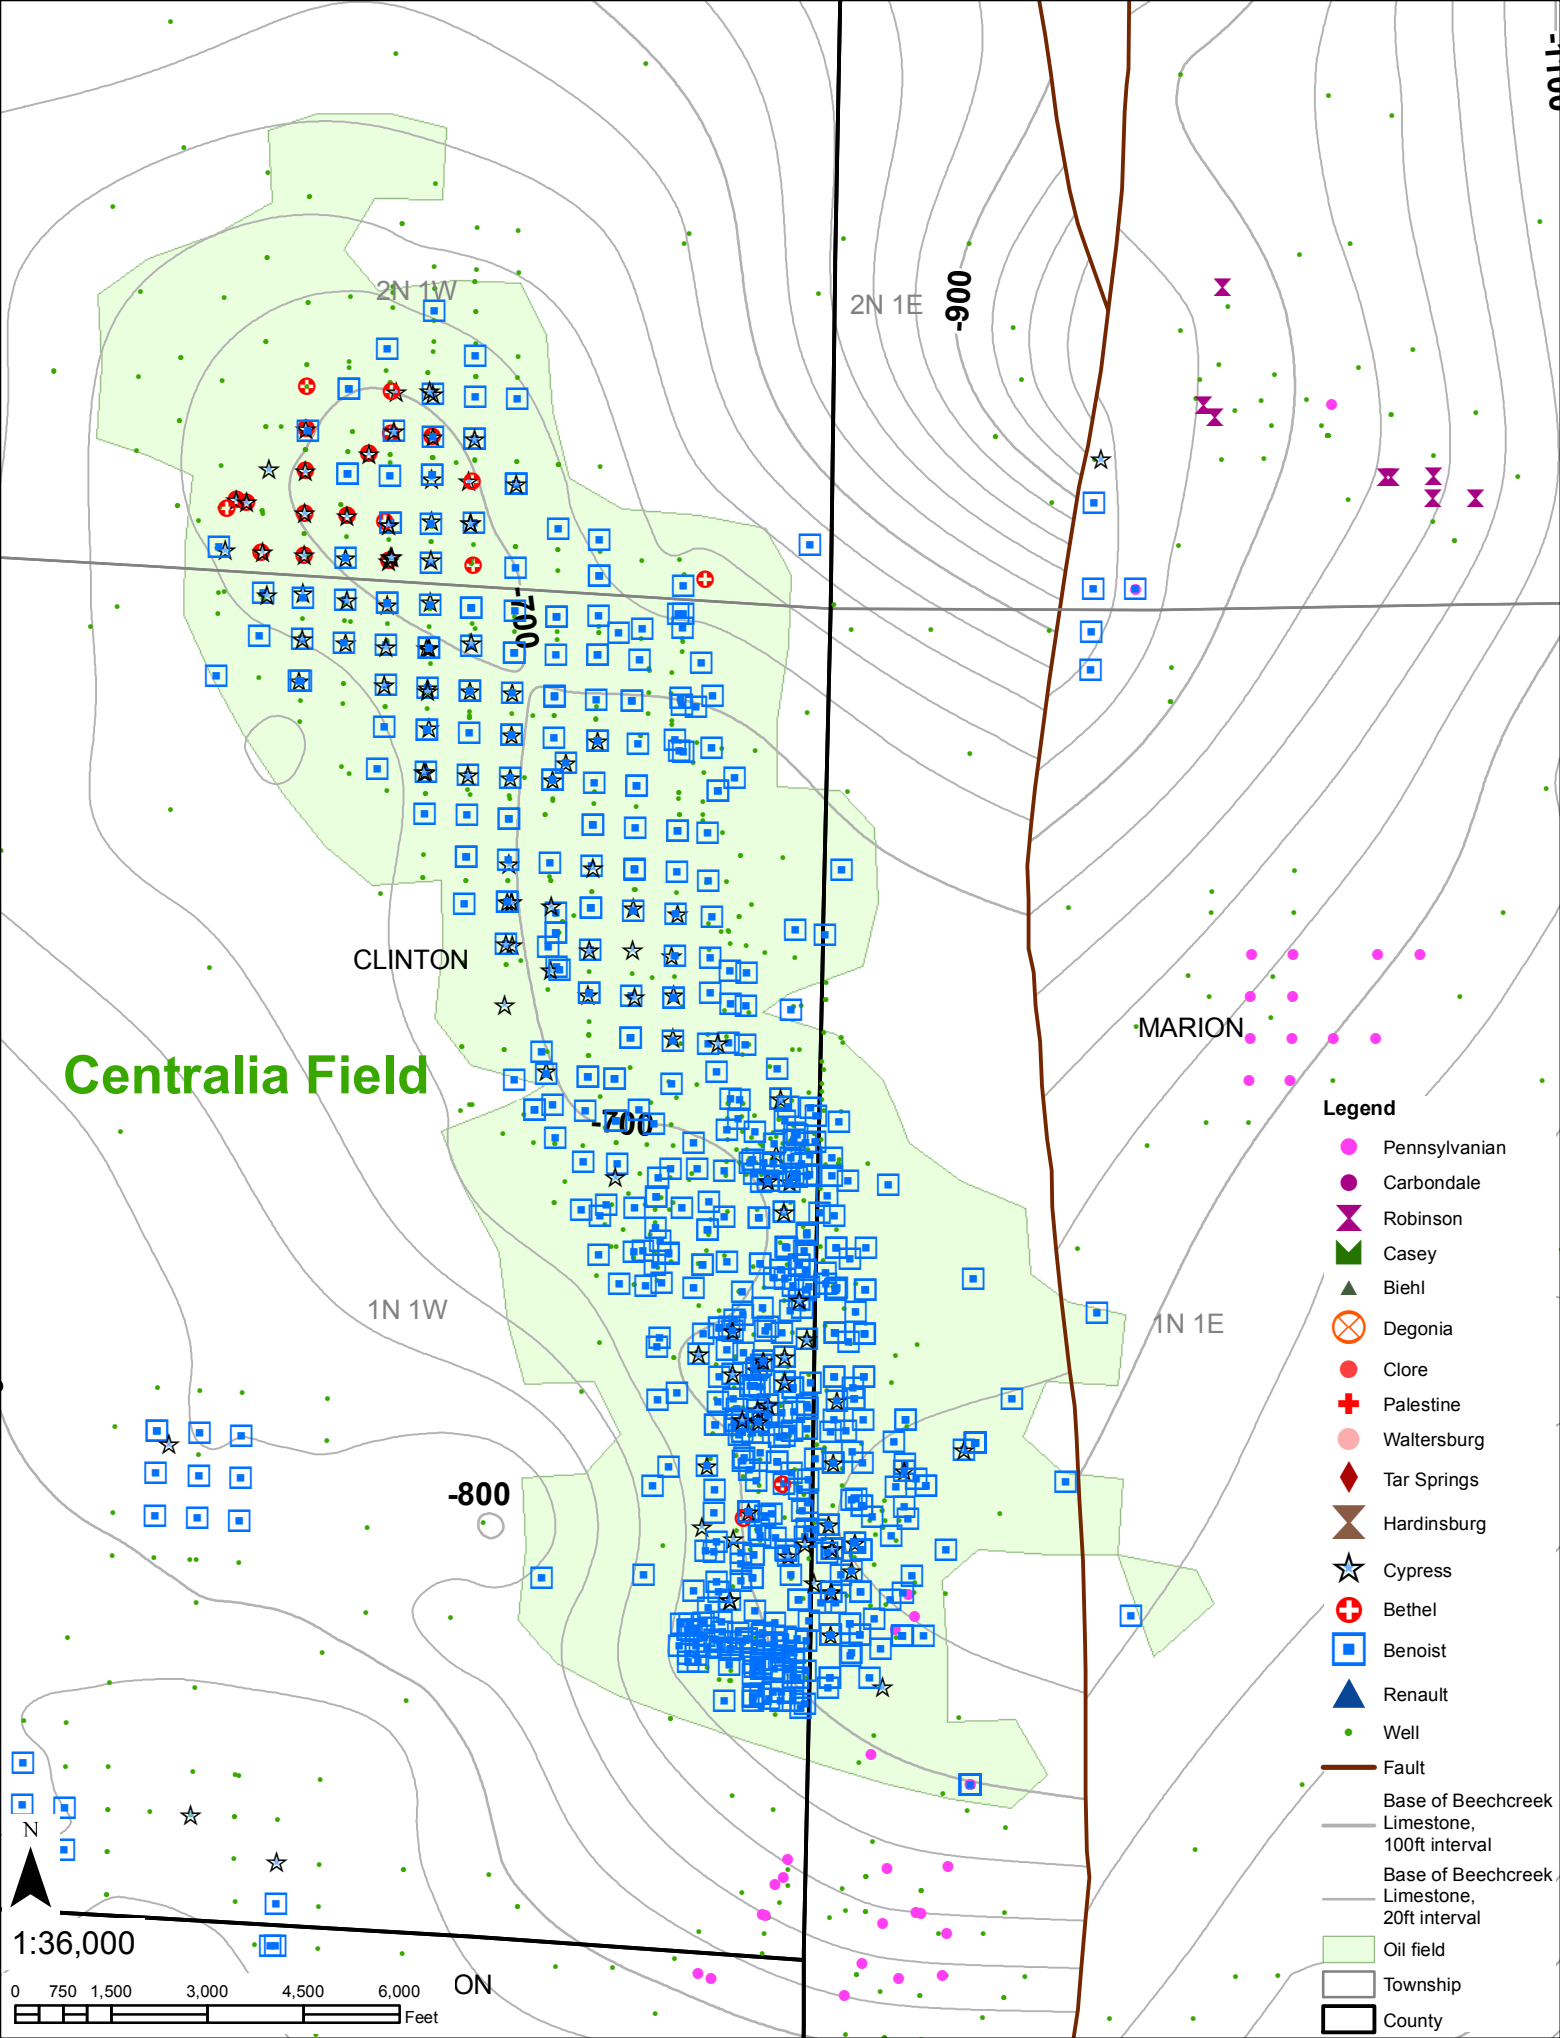 -1100
2N 1W
2N 1E
-900
-700
CLINTON
MARION
Centralia Field
-700
1N 1W
1N 1E
-800
Legend
Pennsylvanian
Carbondale
Robinson
Casey
Biehl
Degonia
Clore
Palestine
Waltersburg
Tar Springs
Hardinsburg
Cypress
Bethel
Benoist
Renault
Well
Fault
Base of Beechcreek
Limestone,
100ft interval
Base of Beechcreek
Limestone,
20ft interval
Oil field
Township
County
N
1:36,000
0 750 1,500 3,000 4,500 6,000
Feet
ON